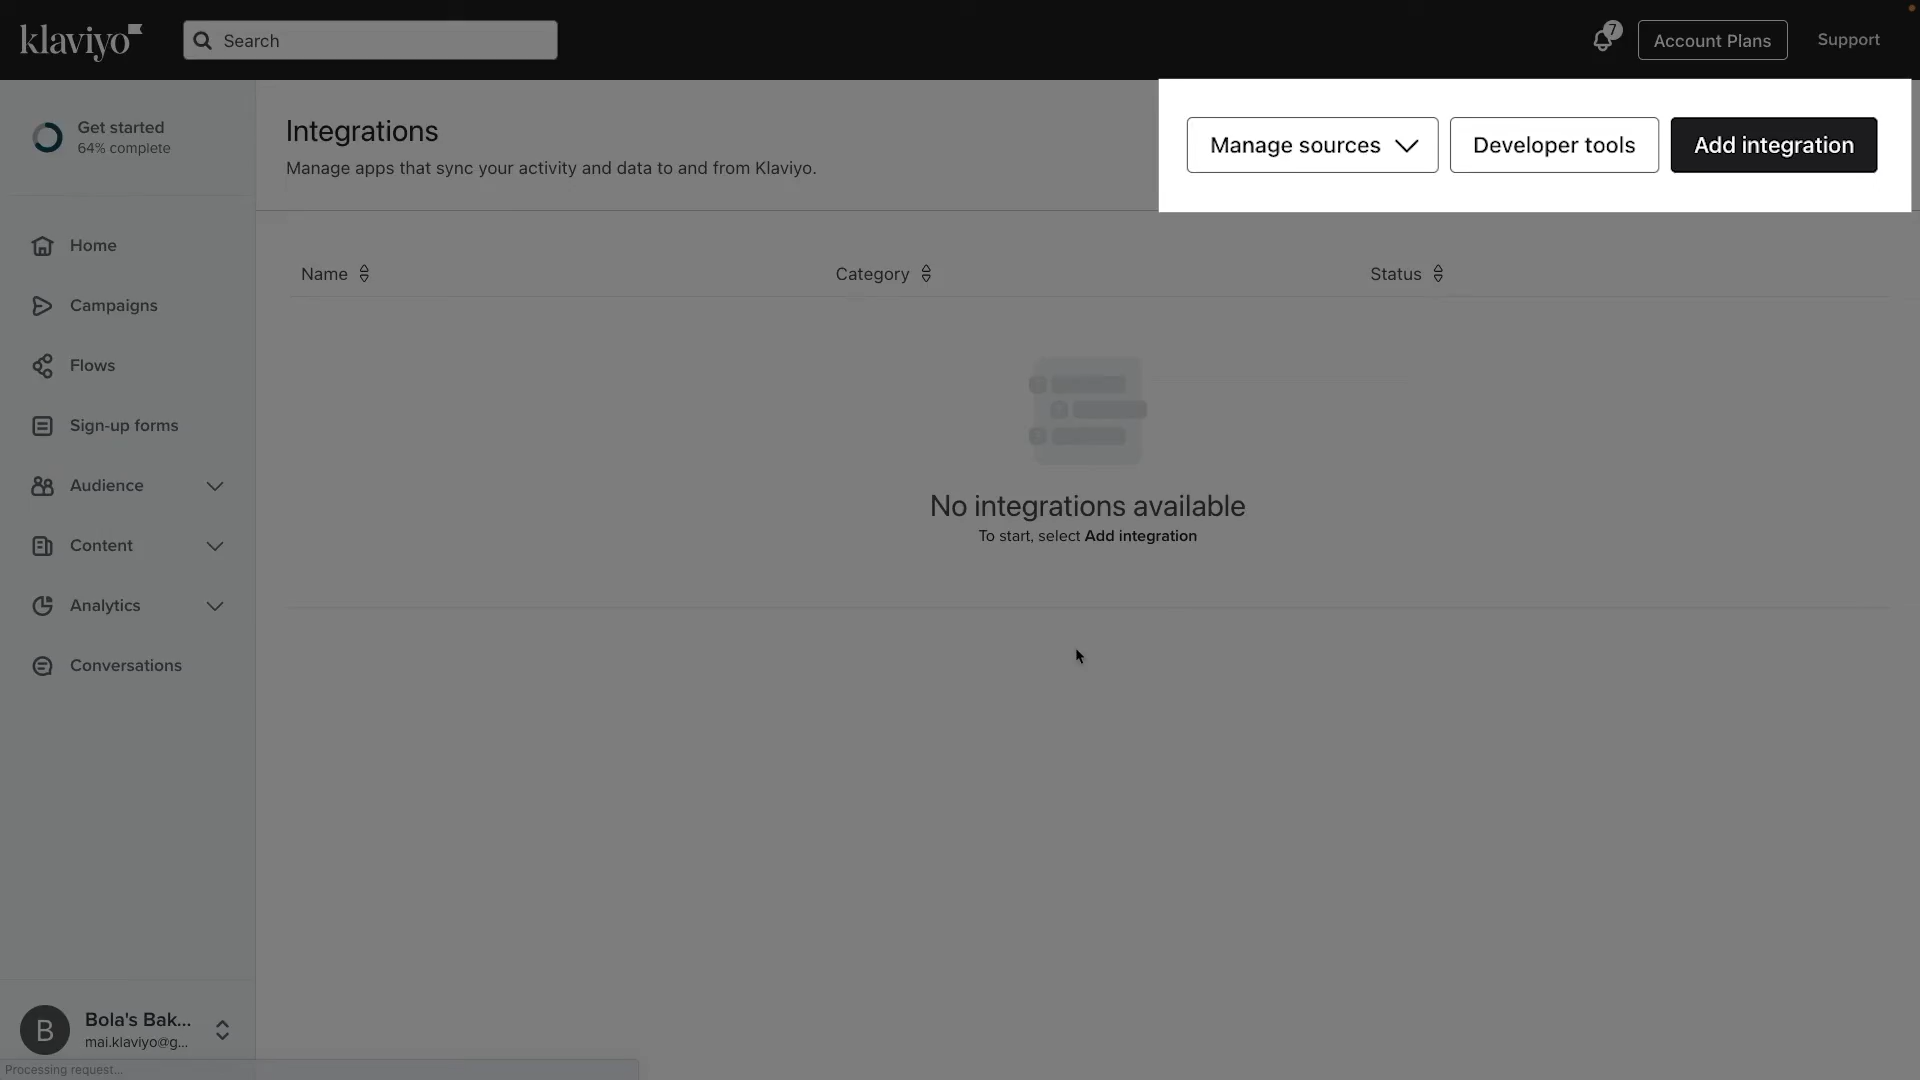 klaviyo
Search
7
Account Plans
Support
Get started
64% complete
Integrations
Manage apps that sync your activity and data to and from Klaviyo.
Manage sources
Developer tools
Add integration
Home
Campaigns
Flows
Sign-up forms
Audience
Content
Analytics
Conversations
Name
Category
Status
No integrations available
To start, select Add integration
B
Bola's Bak...
mai.klaviyo@g...
Processing request...